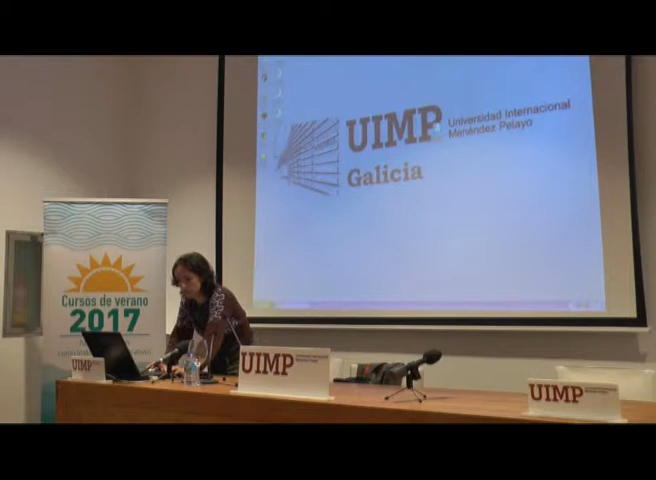 UIMP
Universidad Internacional
Menéndez Pelayo
Galicia
Cursos de verano
2017
UIMP
UIMP
UIMP